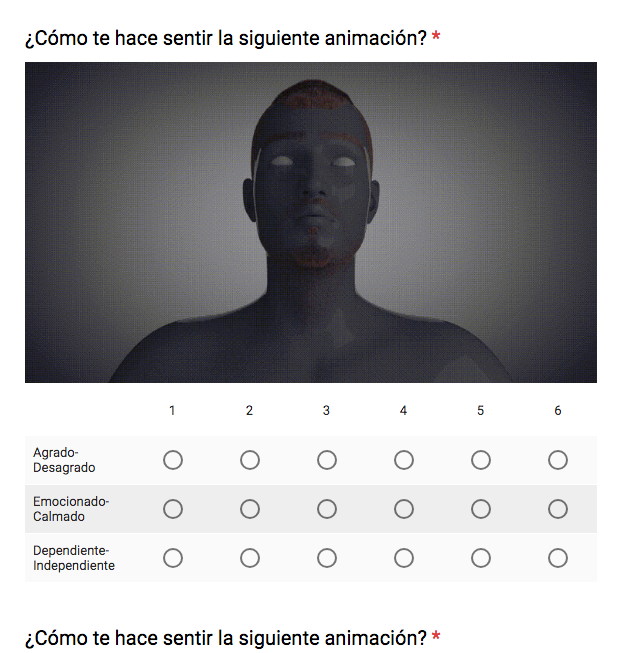 ¿Cómo te hace sentir la siguiente animación? *
1 2 3 4 5 6
Agrado-
Desagrado
Emocionado-
Calmado
Dependiente-
Independiente
¿Cómo te hace sentir la siguiente animación? *